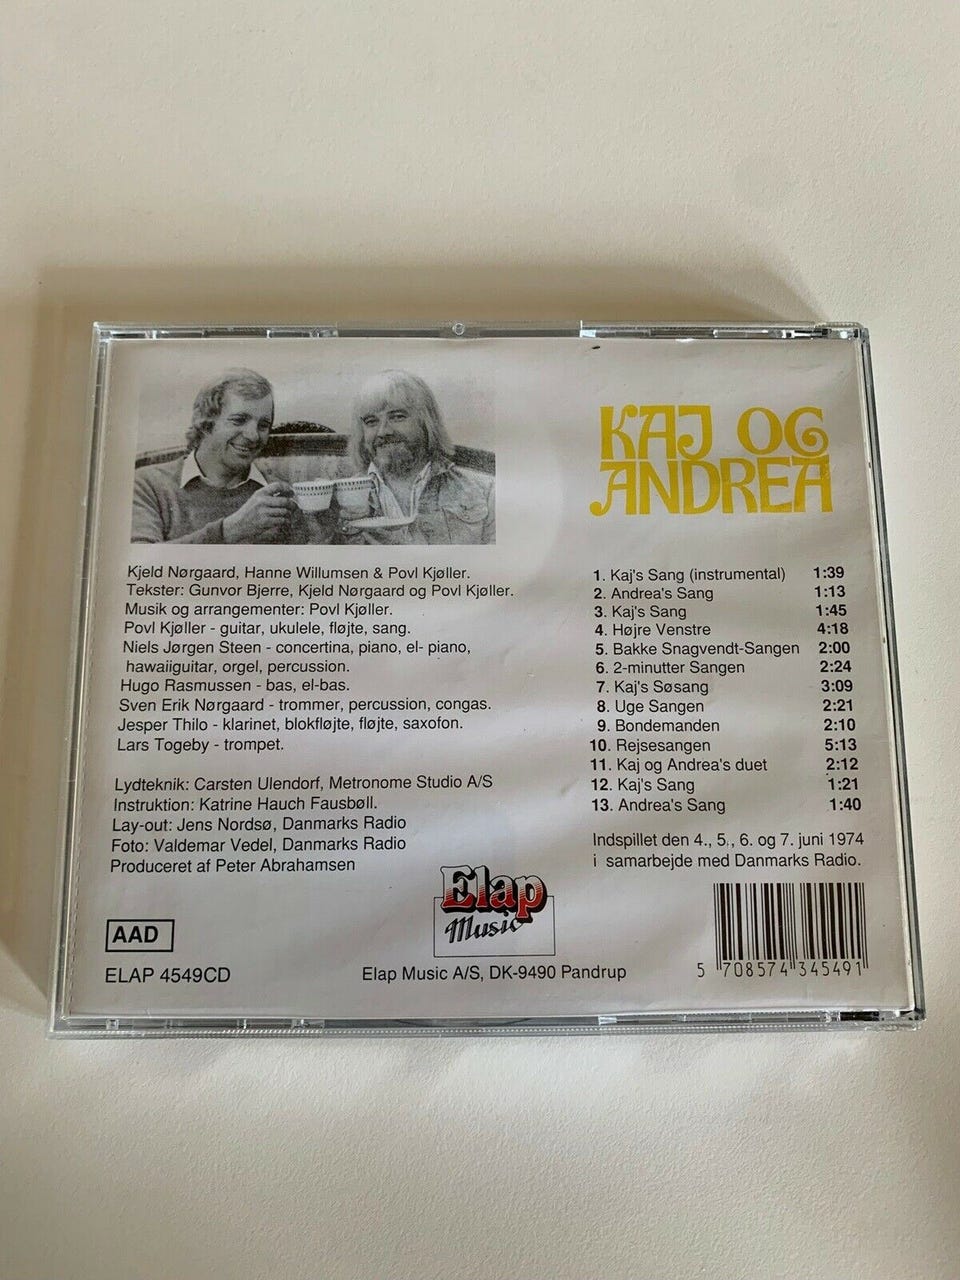 KAJ OG
ANDREA
Kjeld Nørgaard, Hanne Willumsen & Povl Kjøller.
Tekster: Gunvor Bjerre, Kjeld Nørgaard og Povl Kjøller.
Musik og arrangementer: Povl Kjøller.
Povl Kjøller - guitar, ukulele, fløjte, sang.
Niels Jørgen Steen - concertina, piano, el- piano,
hawaiiguitar, orgel, percussion.
Hugo Rasmussen - bas, el-bas.
Sven Erik Nørgaard - trommer, percussion, congas.
Jesper Thilo - klarinet, blokfløjte, fløjte, saxofon.
Lars Togeby - trompet.
Lydteknik: Carsten Ulendorf, Metronome Studio A/S
Instruktion: Katrine Hauch Fausbøll.
Lay-out: Jens Nordsø, Danmarks Radio
Foto: Valdemar Vedel, Danmarks Radio
Produceret af Peter Abrahamsen
1. Kaj's Sang (instrumental) 1:39
2. Andrea's Sang 1:13
3. Kaj's Sang 1:45
4. Højre Venstre 4:18
5. Bakke Snagvendt-Sangen 2:00
6. 2-minutter Sangen 2:24
7. Kaj's Søsang 3:09
8. Uge Sangen 2:21
9. Bondemanden 2:10
10. Rejsesangen 5:13
11. Kaj og Andrea's duet 2:12
12. Kaj's Sang 1:21
13. Andrea's Sang 1:40
Indspillet den 4., 5., 6. og 7. juni 1974
i samarbejde med Danmarks Radio.
AAD
ELAP 4549CD
Elap
Music
Elap Music A/S, DK-9490 Pandrup
5 708574 345491